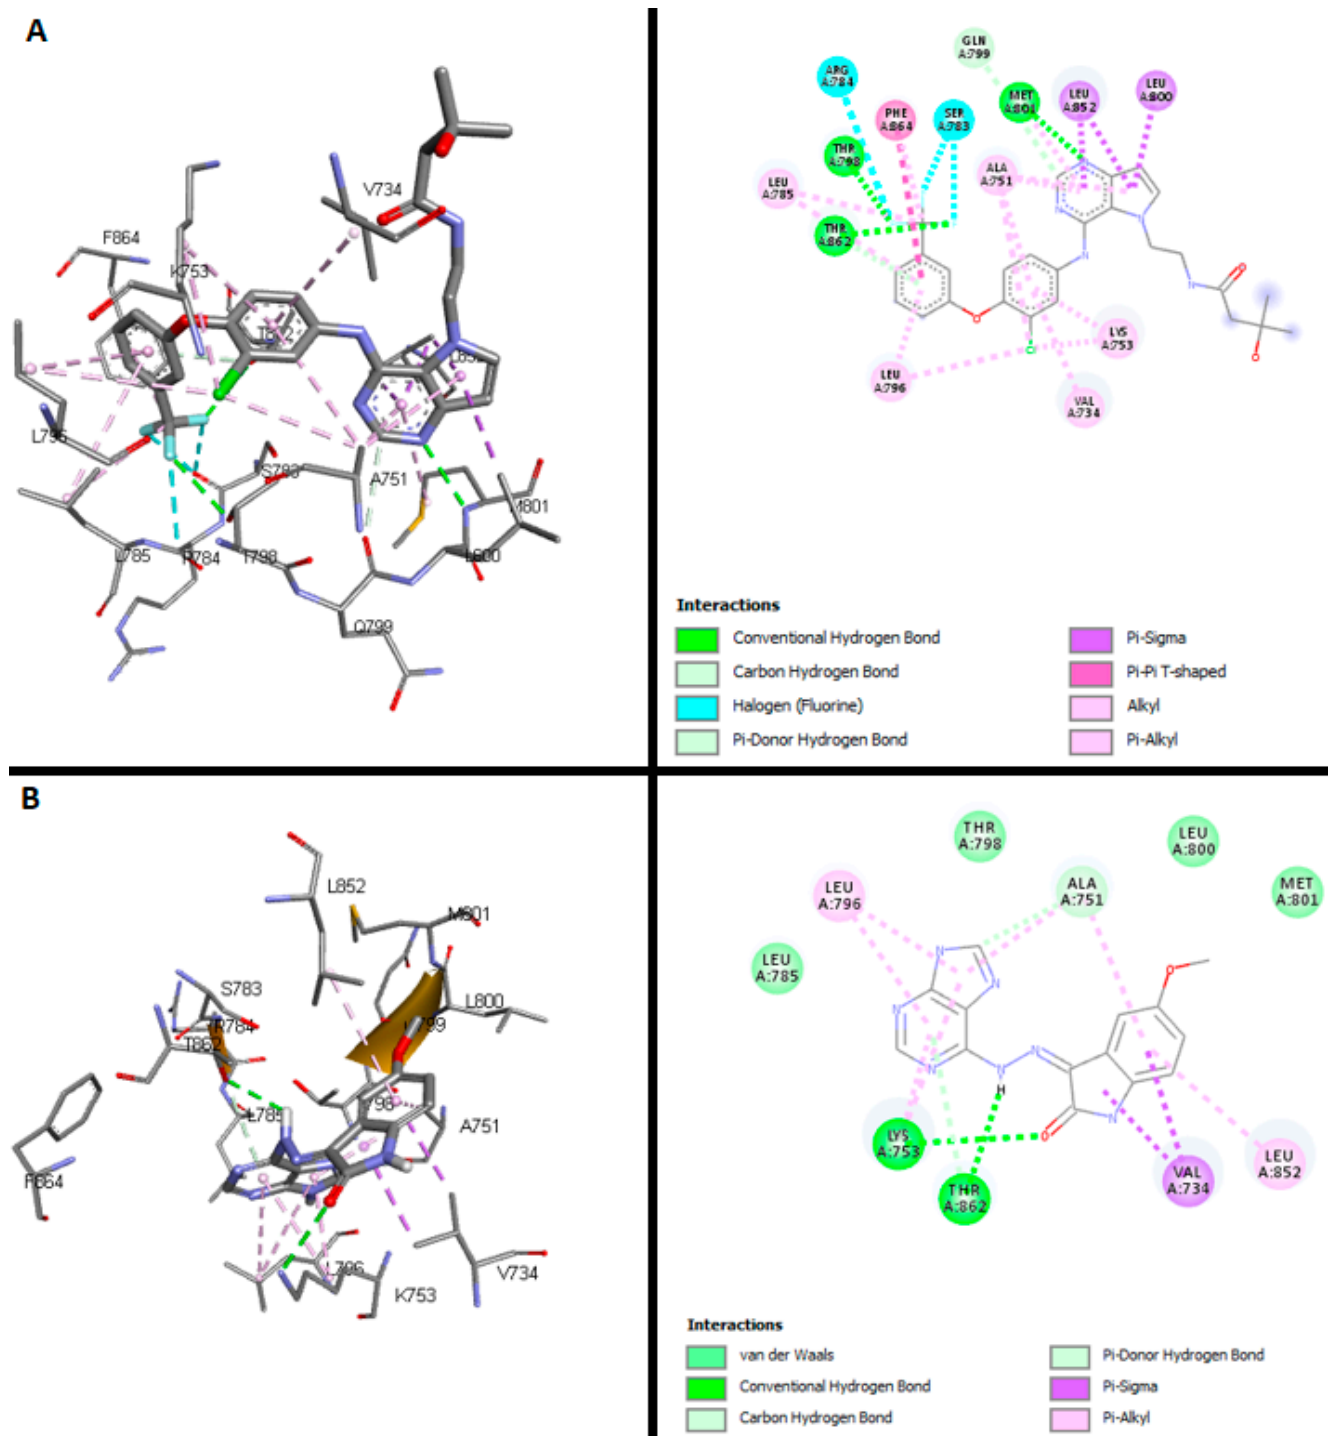 A
V734
F864
K753
L796
S783
A751
M801
L785
R784
T798
L800
Q799
GLN
A:799
ARG
A:784
MET
A:801
LEU
A:852
LEU
A:800
PHE
A:864
SER
A:783
THR
A:798
ALA
A:751
LEU
A:785
THR
A:862
N
N
N
N
N
O
O
O
Cl
LYS
A:753
LEU
A:796
VAL
A:734
Interactions
Conventional Hydrogen Bond
Carbon Hydrogen Bond
Halogen (Fluorine)
Pi-Donor Hydrogen Bond
Pi-Sigma
Pi-Pi T-shaped
Alkyl
Pi-Alkyl
B
L852
M801
S783
R784
T862
L800
L785
A751
F864
L796
K753
V734
THR
A:798
LEU
A:800
LEU
A:796
ALA
A:751
MET
A:801
LEU
A:785
N
N
N
N
N
H
N
N
O
O
LYS
A:753
THR
A:862
VAL
A:734
LEU
A:852
Interactions
van der Waals
Conventional Hydrogen Bond
Carbon Hydrogen Bond
Pi-Donor Hydrogen Bond
Pi-Sigma
Pi-Alkyl